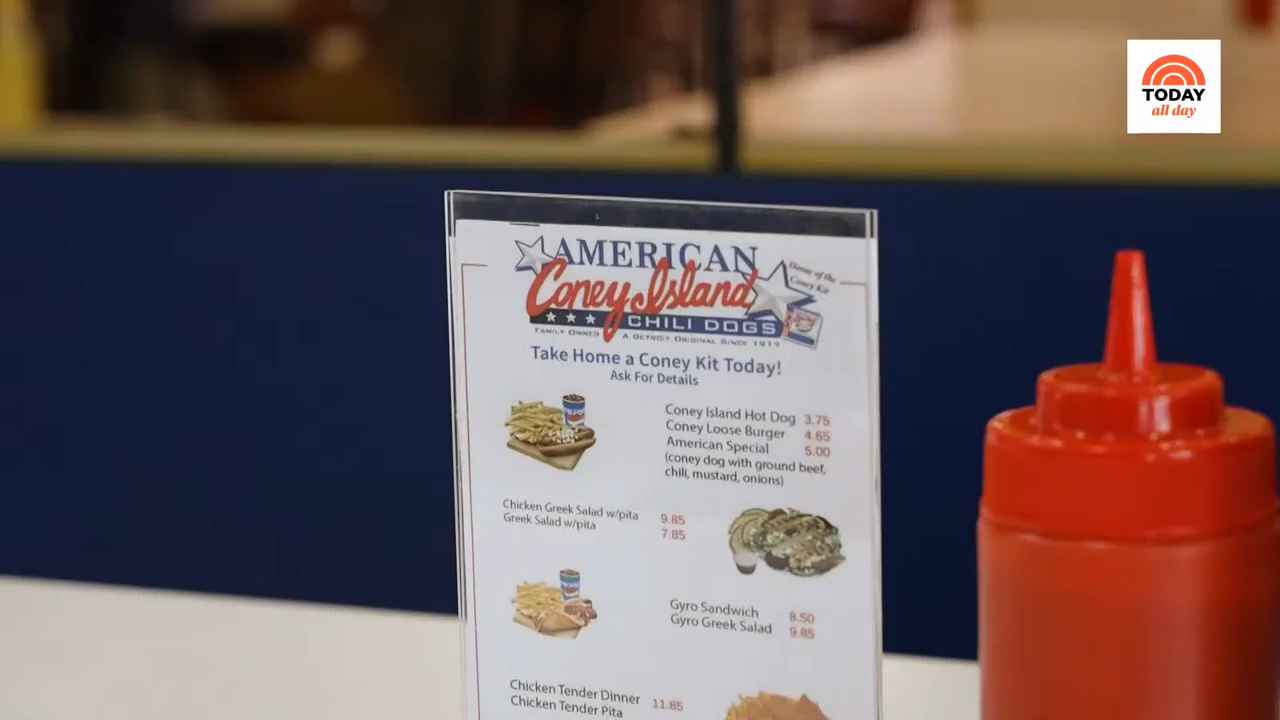 TODAY
all day
AMERICAN
Coney Island
CHILI DOGS
Home of the
Coney Kit
FAMILY OWNED A DETROIT ORIGINAL SINCE 1917
Take Home a Coney Kit Today!
Ask For Details
Coney Island Hot Dog 3.75
Coney Loose Burger 4.65
American Special 5.00
(coney dog with ground beef,
chili, mustard, onions)
Chicken Greek Salad w/pita 9.85
Greek Salad w/pita 7.85
Gyro Sandwich 8.50
Gyro Greek Salad 9.85
Chicken Tender Dinner 11.85
Chicken Tender Pita